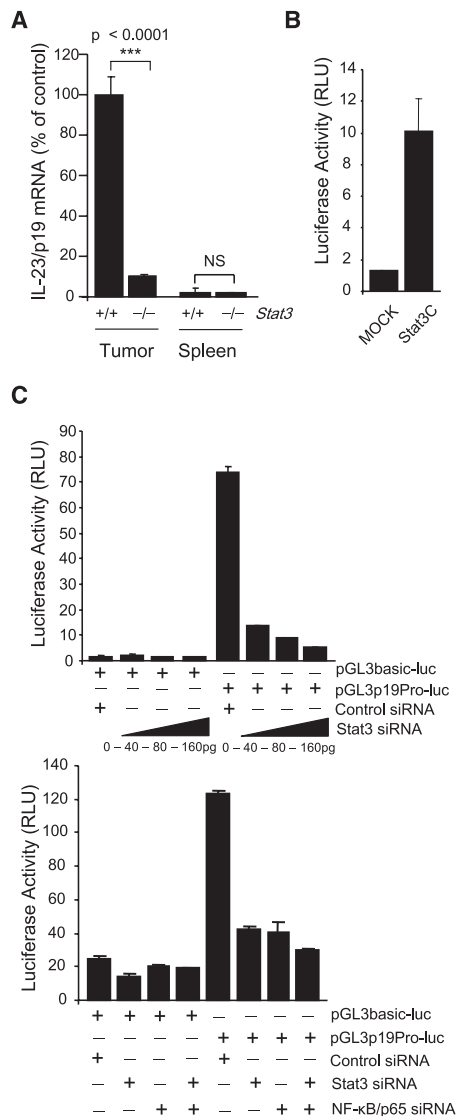 A
p < 0.0001
***
IL-23/p19 mRNA (% of control)
120
100
80
60
40
20
0
NS
+/+ –/– +/+ –/– Stat3
Tumor Spleen
B
Luciferase Activity (RLU)
14
12
10
8
6
4
2
0
MOCK
Stat3C
C
Luciferase Activity (RLU)
90
80
70
60
50
40
30
20
10
0
+ + + + – – – – pGL3basic-luc
– – – – + + + + pGL3p19Pro-luc
+ – – – + – – – Control siRNA
Stat3 siRNA
0 – 40 – 80 – 160pg 0 – 40 – 80 – 160pg
Luciferase Activity (RLU)
140
120
100
80
60
40
20
0
+ + + + – – – – pGL3basic-luc
– – – – + + + + pGL3p19Pro-luc
+ – – – + – – – Control siRNA
– + – + – + – + Stat3 siRNA
– – + + – – + + NF-κB/p65 siRNA